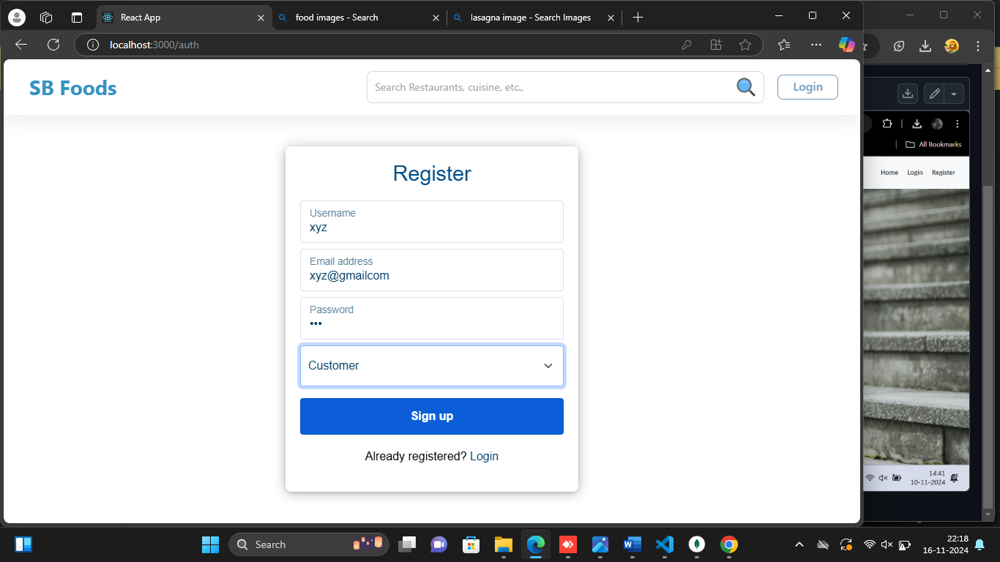 React App
food images - Search
lasagna image - Search Images
localhost:3000/auth
SB Foods
Search Restaurants, cuisine, etc.,
Login
Register
Username
xyz
Email address
xyz@gmailcom
Password
•••
Customer
Sign up
Already registered? Login
All Bookmarks
Home Login Register
14:41
10-11-2024
Search
22:18
16-11-2024